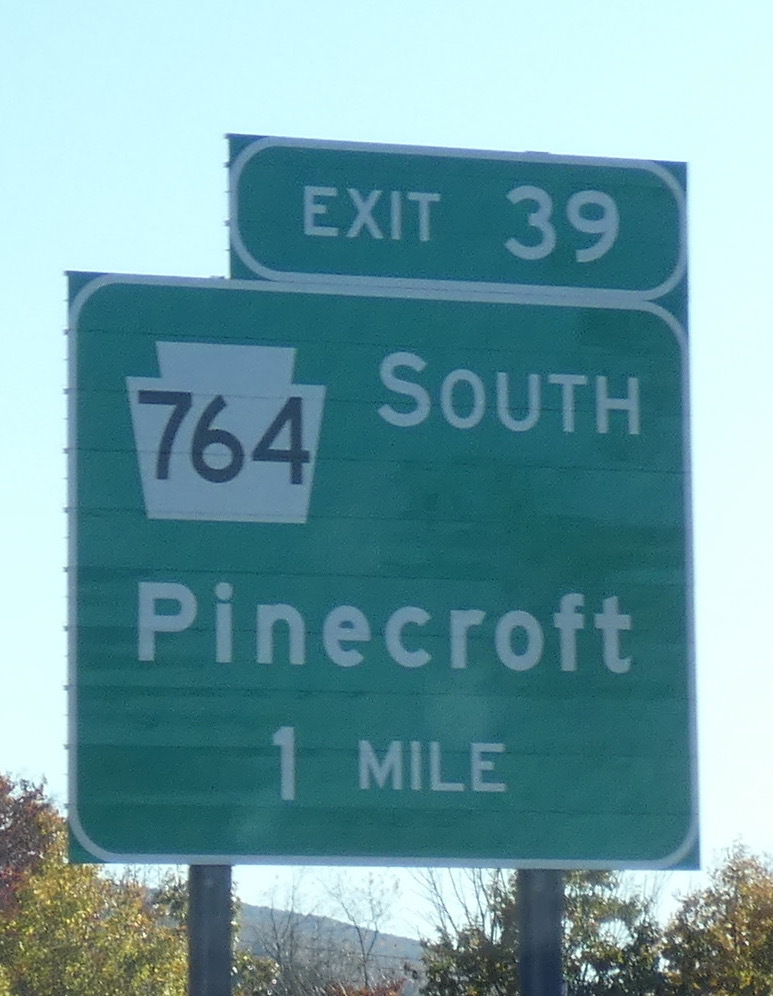 EXIT 39
764 SOUTH
Pinecroft
1 MILE